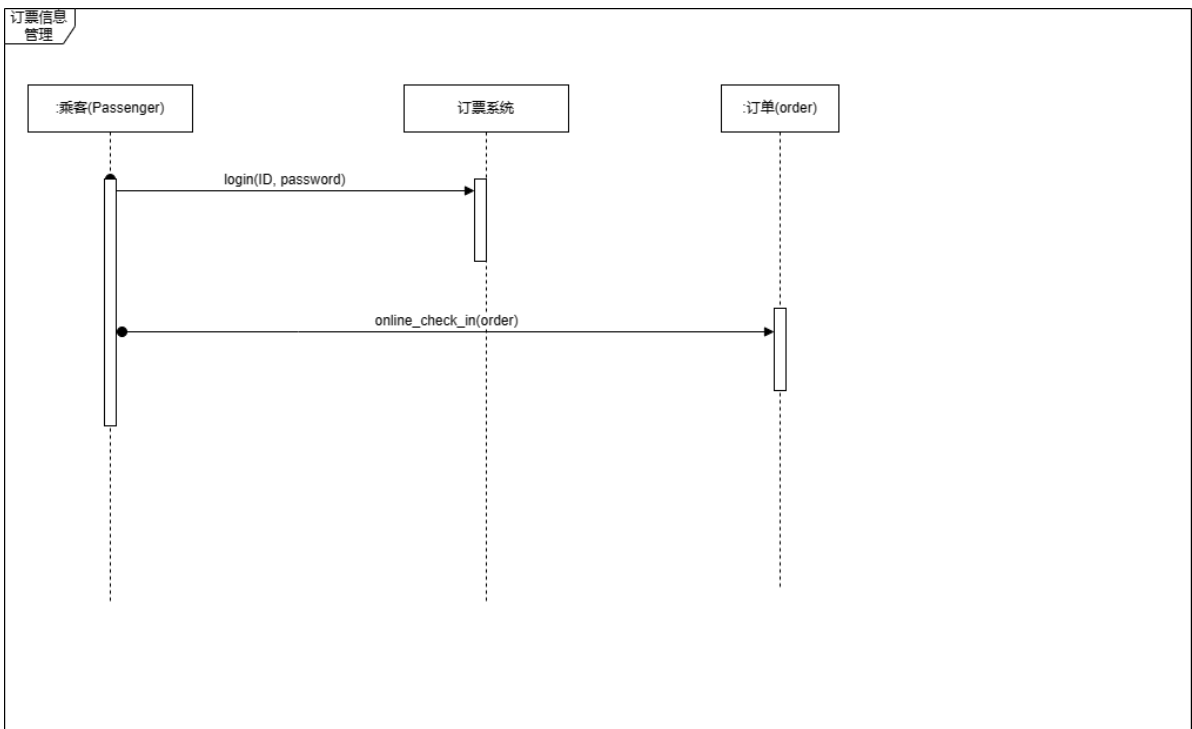 订票信息
管理
:乘客(Passenger)
订票系统
:订单(order)
login(ID, password)
online_check_in(order)